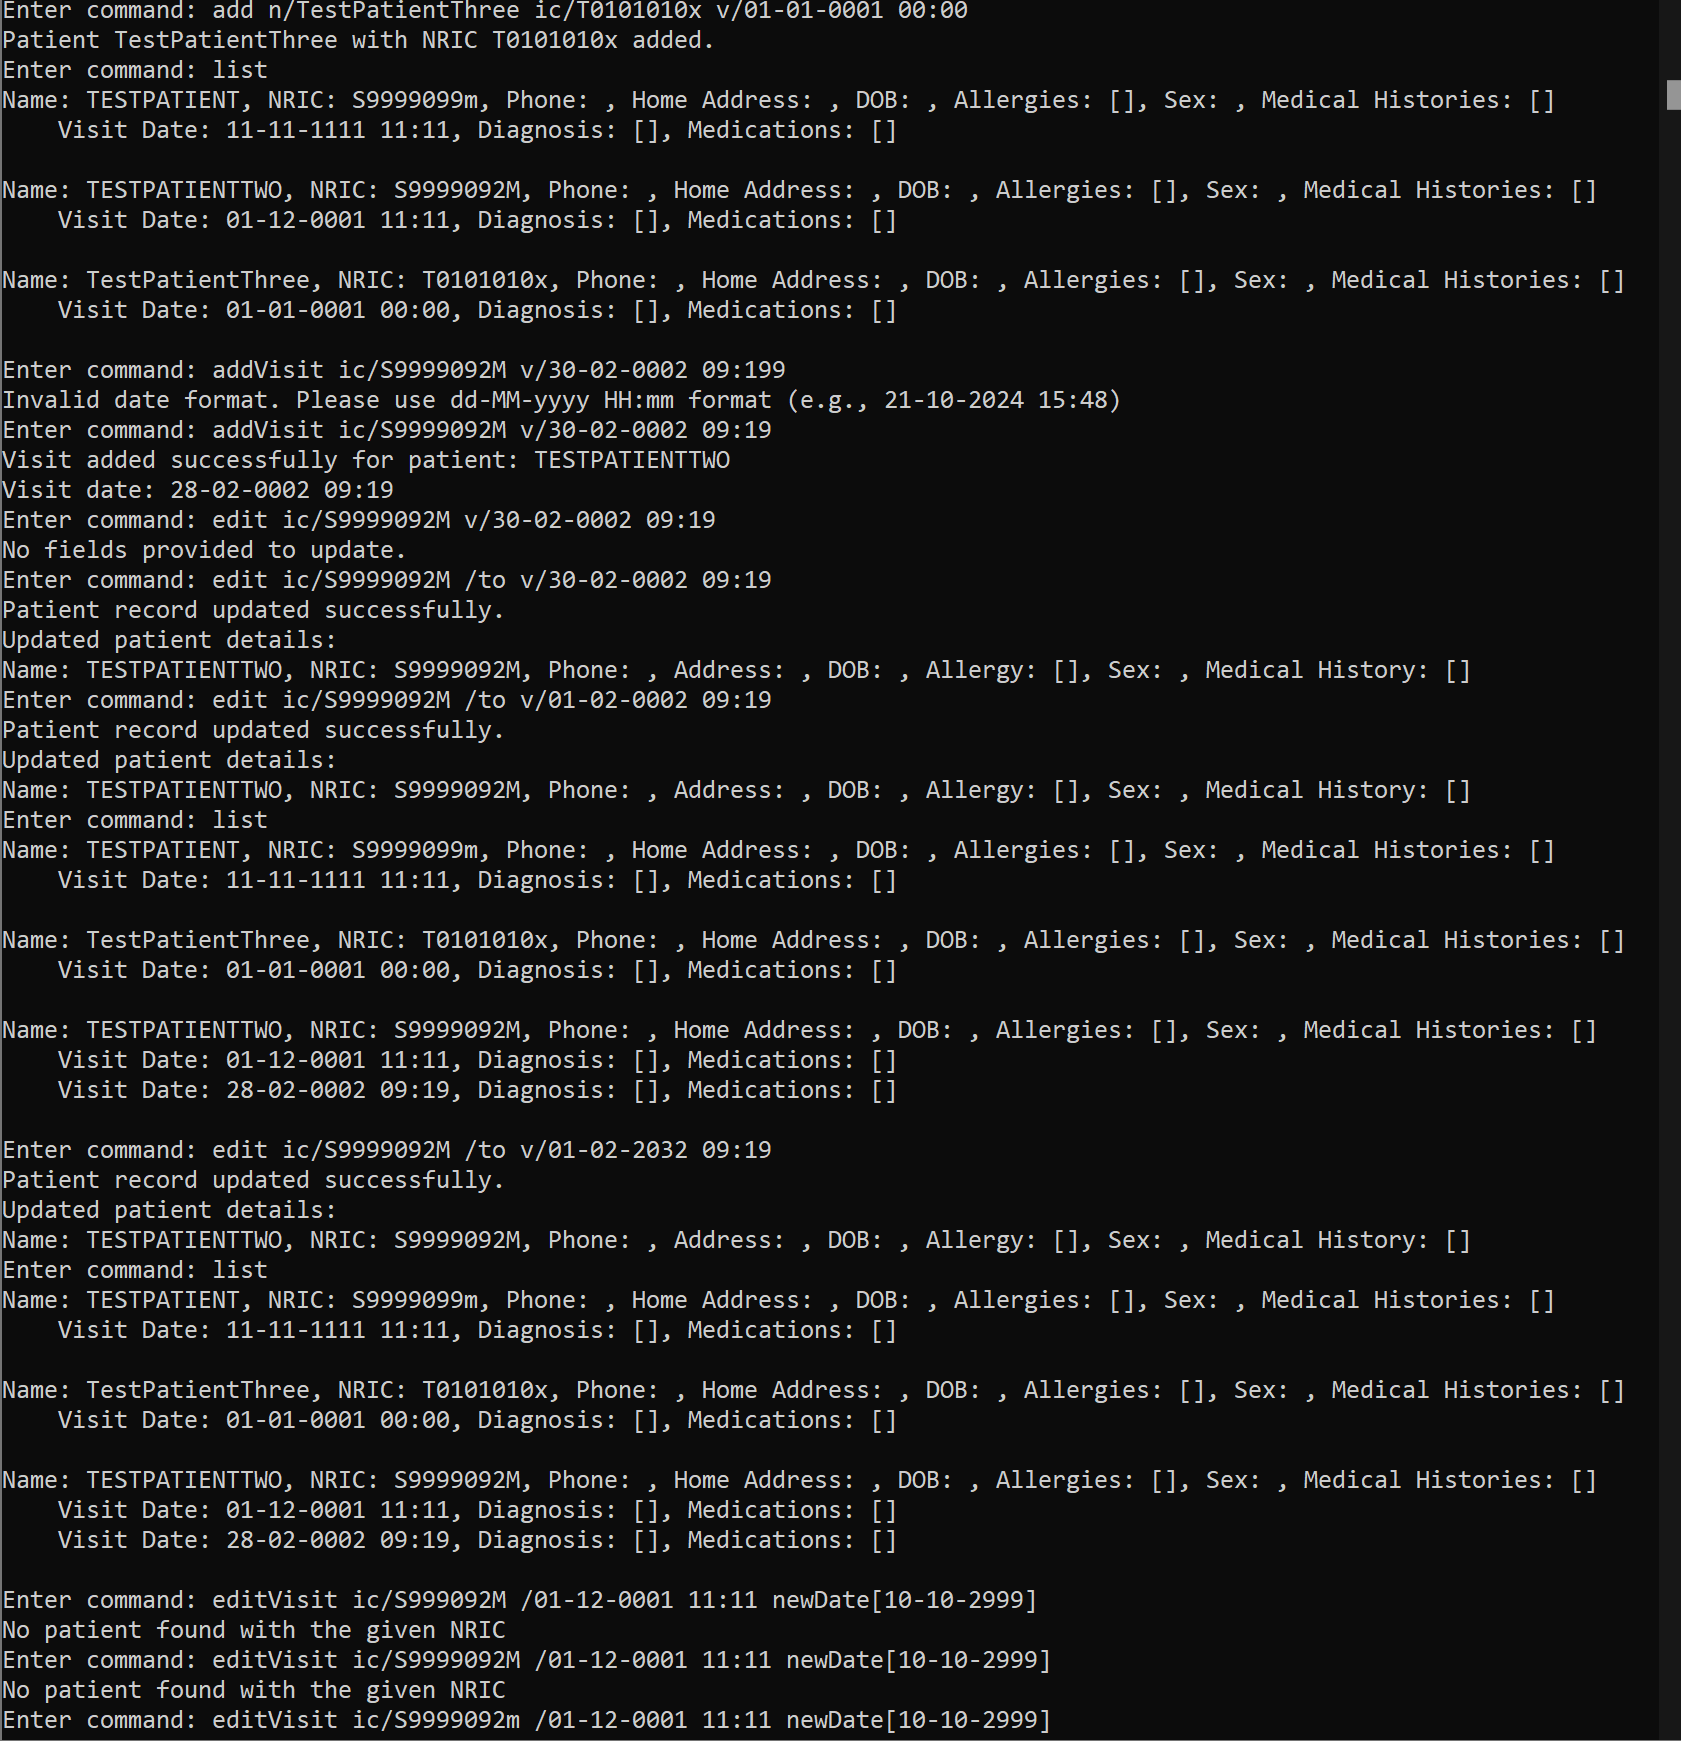 Enter command: add n/TestPatientThree ic/T0101010x v/01-01-0001 00:00
Patient TestPatientThree with NRIC T0101010x added.
Enter command: list
Name: TESTPATIENT, NRIC: S9999099m, Phone: , Home Address: , DOB: , Allergies: [], Sex: , Medical Histories: []
    Visit Date: 11-11-1111 11:11, Diagnosis: [], Medications: []

Name: TESTPATIENTTWO, NRIC: S9999092M, Phone: , Home Address: , DOB: , Allergies: [], Sex: , Medical Histories: []
    Visit Date: 01-12-0001 11:11, Diagnosis: [], Medications: []

Name: TestPatientThree, NRIC: T0101010x, Phone: , Home Address: , DOB: , Allergies: [], Sex: , Medical Histories: []
    Visit Date: 01-01-0001 00:00, Diagnosis: [], Medications: []

Enter command: addVisit ic/S9999092M v/30-02-0002 09:199
Invalid date format. Please use dd-MM-yyyy HH:mm format (e.g., 21-10-2024 15:48)
Enter command: addVisit ic/S9999092M v/30-02-0002 09:19
Visit added successfully for patient: TESTPATIENTTWO
Visit date: 28-02-0002 09:19
Enter command: edit ic/S9999092M v/30-02-0002 09:19
No fields provided to update.
Enter command: edit ic/S9999092M /to v/30-02-0002 09:19
Patient record updated successfully.
Updated patient details:
Name: TESTPATIENTTWO, NRIC: S9999092M, Phone: , Address: , DOB: , Allergy: [], Sex: , Medical History: []
Enter command: edit ic/S9999092M /to v/01-02-0002 09:19
Patient record updated successfully.
Updated patient details:
Name: TESTPATIENTTWO, NRIC: S9999092M, Phone: , Address: , DOB: , Allergy: [], Sex: , Medical History: []
Enter command: list
Name: TESTPATIENT, NRIC: S9999099m, Phone: , Home Address: , DOB: , Allergies: [], Sex: , Medical Histories: []
    Visit Date: 11-11-1111 11:11, Diagnosis: [], Medications: []

Name: TestPatientThree, NRIC: T0101010x, Phone: , Home Address: , DOB: , Allergies: [], Sex: , Medical Histories: []
    Visit Date: 01-01-0001 00:00, Diagnosis: [], Medications: []

Name: TESTPATIENTTWO, NRIC: S9999092M, Phone: , Home Address: , DOB: , Allergies: [], Sex: , Medical Histories: []
    Visit Date: 01-12-0001 11:11, Diagnosis: [], Medications: []
    Visit Date: 28-02-0002 09:19, Diagnosis: [], Medications: []

Enter command: edit ic/S9999092M /to v/01-02-2032 09:19
Patient record updated successfully.
Updated patient details:
Name: TESTPATIENTTWO, NRIC: S9999092M, Phone: , Address: , DOB: , Allergy: [], Sex: , Medical History: []
Enter command: list
Name: TESTPATIENT, NRIC: S9999099m, Phone: , Home Address: , DOB: , Allergies: [], Sex: , Medical Histories: []
    Visit Date: 11-11-1111 11:11, Diagnosis: [], Medications: []

Name: TestPatientThree, NRIC: T0101010x, Phone: , Home Address: , DOB: , Allergies: [], Sex: , Medical Histories: []
    Visit Date: 01-01-0001 00:00, Diagnosis: [], Medications: []

Name: TESTPATIENTTWO, NRIC: S9999092M, Phone: , Home Address: , DOB: , Allergies: [], Sex: , Medical Histories: []
    Visit Date: 01-12-0001 11:11, Diagnosis: [], Medications: []
    Visit Date: 28-02-0002 09:19, Diagnosis: [], Medications: []

Enter command: editVisit ic/S999092M /01-12-0001 11:11 newDate[10-10-2999]
No patient found with the given NRIC
Enter command: editVisit ic/S9999092M /01-12-0001 11:11 newDate[10-10-2999]
No patient found with the given NRIC
Enter command: editVisit ic/S9999092m /01-12-0001 11:11 newDate[10-10-2999]